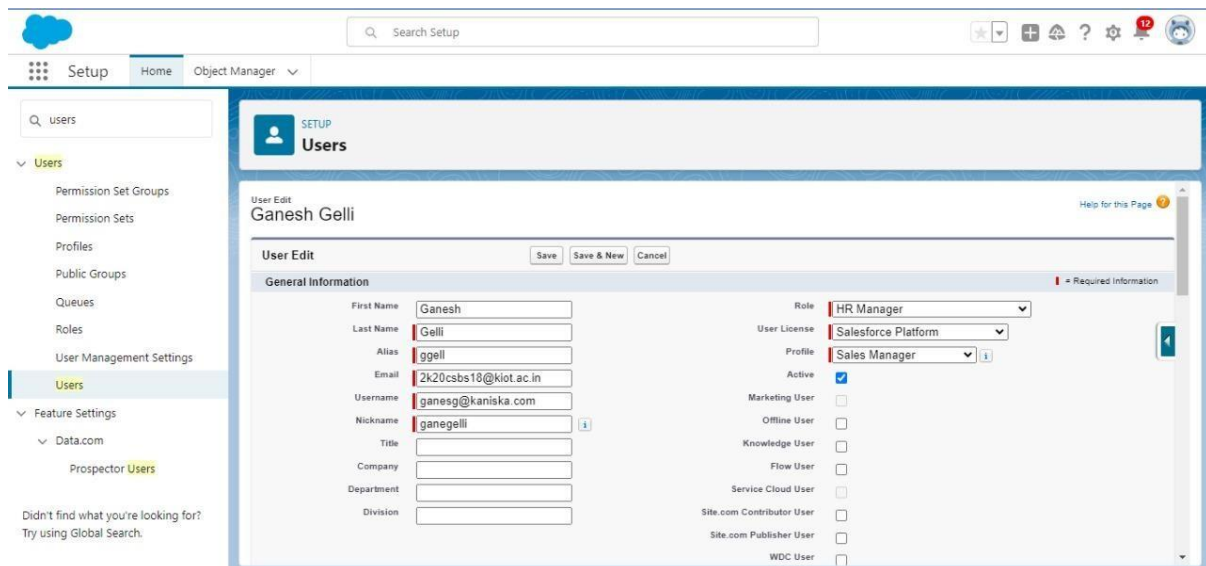 Search Setup
12
Setup
Home
Object Manager
users
Users
Permission Set Groups
Permission Sets
Profiles
Public Groups
Queues
Roles
User Management Settings
Users
Feature Settings
Data.com
Prospector Users
Didn't find what you're looking for?
Try using Global Search.
SETUP
Users
User Edit
Ganesh Gelli
Help for this Page ?
User Edit Save Save & New Cancel
General Information = Required Information
First Name Ganesh
Last Name Gelli
Alias ggell
Email 2k20csbs18@kiot.ac.in
Username ganesg@kaniska.com
Nickname ganegelli i
Title
Company
Department
Division
Role HR Manager
User License Salesforce Platform
Profile Sales Manager i
Active
Marketing User
Offline User
Knowledge User
Flow User
Service Cloud User
Site.com Contributor User
Site.com Publisher User
WDC User